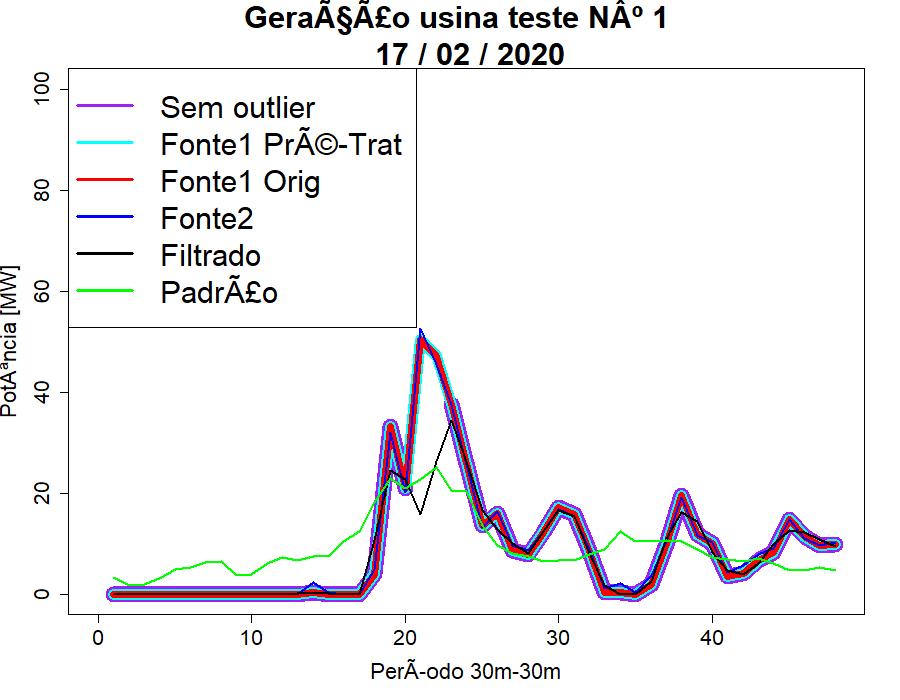 GeraÃ§Ã£o usina teste NÂº 1
17 / 02 / 2020
Sem outlier
Fonte1 PrÃ©-Trat
Fonte1 Orig
Fonte2
Filtrado
PadrÃ£o
PotÃªncia [MW]
100
80
60
40
20
0
0 10 20 30 40
PerÃ-odo 30m-30m